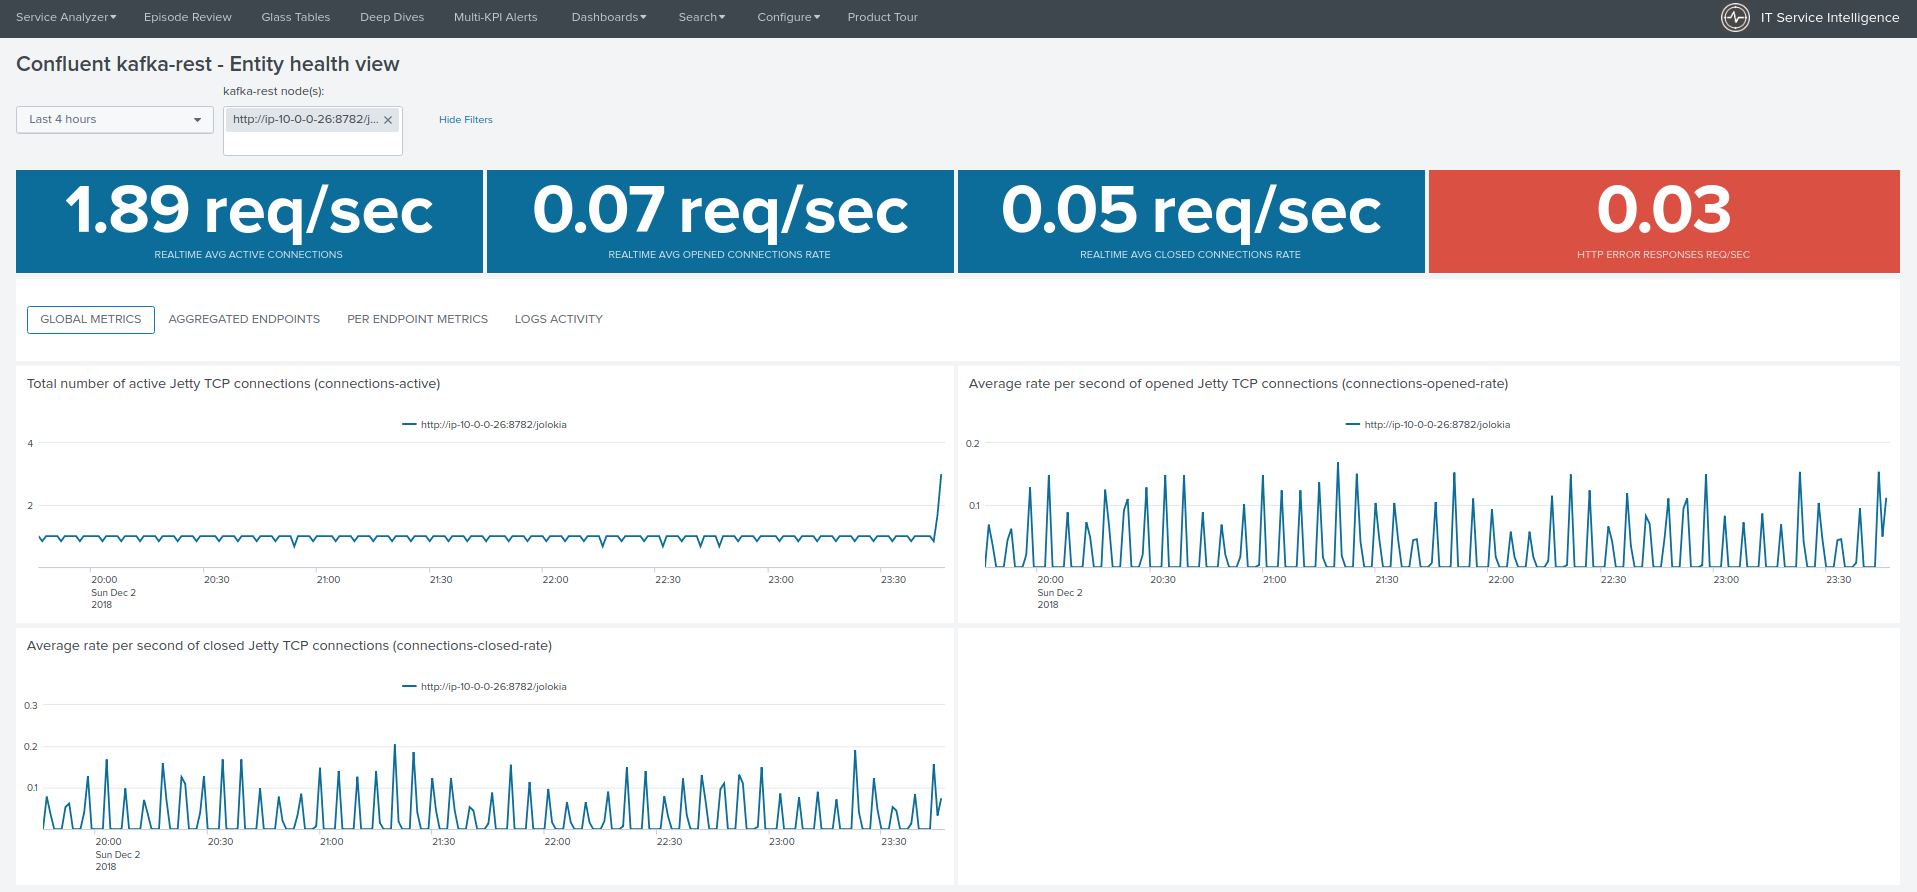 Service Analyzer Episode Review Glass Tables Deep Dives Multi-KPI Alerts Dashboards Search Configure Product Tour IT Service Intelligence
Confluent kafka-rest - Entity health view
kafka-rest node(s):
Last 4 hours
http://ip-10-0-0-26:8782/j...
Hide Filters
1.89 req/sec
REALTIME AVG ACTIVE CONNECTIONS
0.07 req/sec
REALTIME AVG OPENED CONNECTIONS RATE
0.05 req/sec
REALTIME AVG CLOSED CONNECTIONS RATE
0.03
HTTP ERROR RESPONSES REQ/SEC
GLOBAL METRICS AGGREGATED ENDPOINTS PER ENDPOINT METRICS LOGS ACTIVITY
Total number of active Jetty TCP connections (connections-active)
http://ip-10-0-0-26:8782/jolokia
4
2
20:00 20:30 21:00 21:30 22:00 22:30 23:00 23:30
Sun Dec 2
2018
Average rate per second of opened Jetty TCP connections (connections-opened-rate)
http://ip-10-0-0-26:8782/jolokia
0.2
0.1
20:00 20:30 21:00 21:30 22:00 22:30 23:00 23:30
Sun Dec 2
2018
Average rate per second of closed Jetty TCP connections (connections-closed-rate)
http://ip-10-0-0-26:8782/jolokia
0.3
0.2
0.1
20:00 20:30 21:00 21:30 22:00 22:30 23:00 23:30
Sun Dec 2
2018